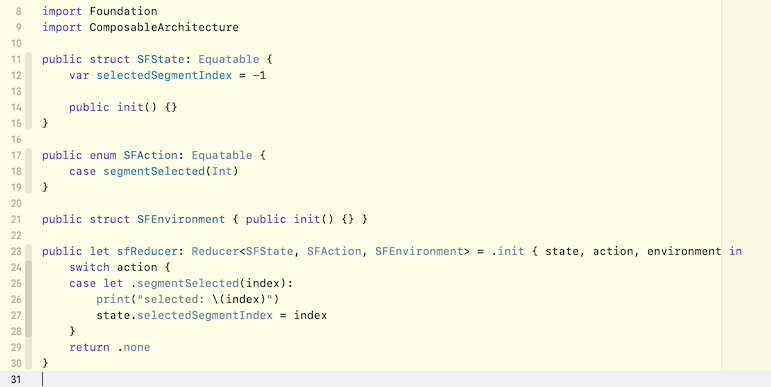 8 import Foundation
9 import ComposableArchitecture
10
11 public struct SFState: Equatable {
12     var selectedSegmentIndex = -1
13
14     public init() {}
15 }
16
17 public enum SFAction: Equatable {
18     case segmentSelected(Int)
19 }
20
21 public struct SFEnvironment { public init() {} }
22
23 public let sfReducer: Reducer<SFState, SFAction, SFEnvironment> = .init { state, action, environment in
24     switch action {
25     case let .segmentSelected(index):
26         print("selected: \(index)")
27         state.selectedSegmentIndex = index
28     }
29     return .none
30 }
31